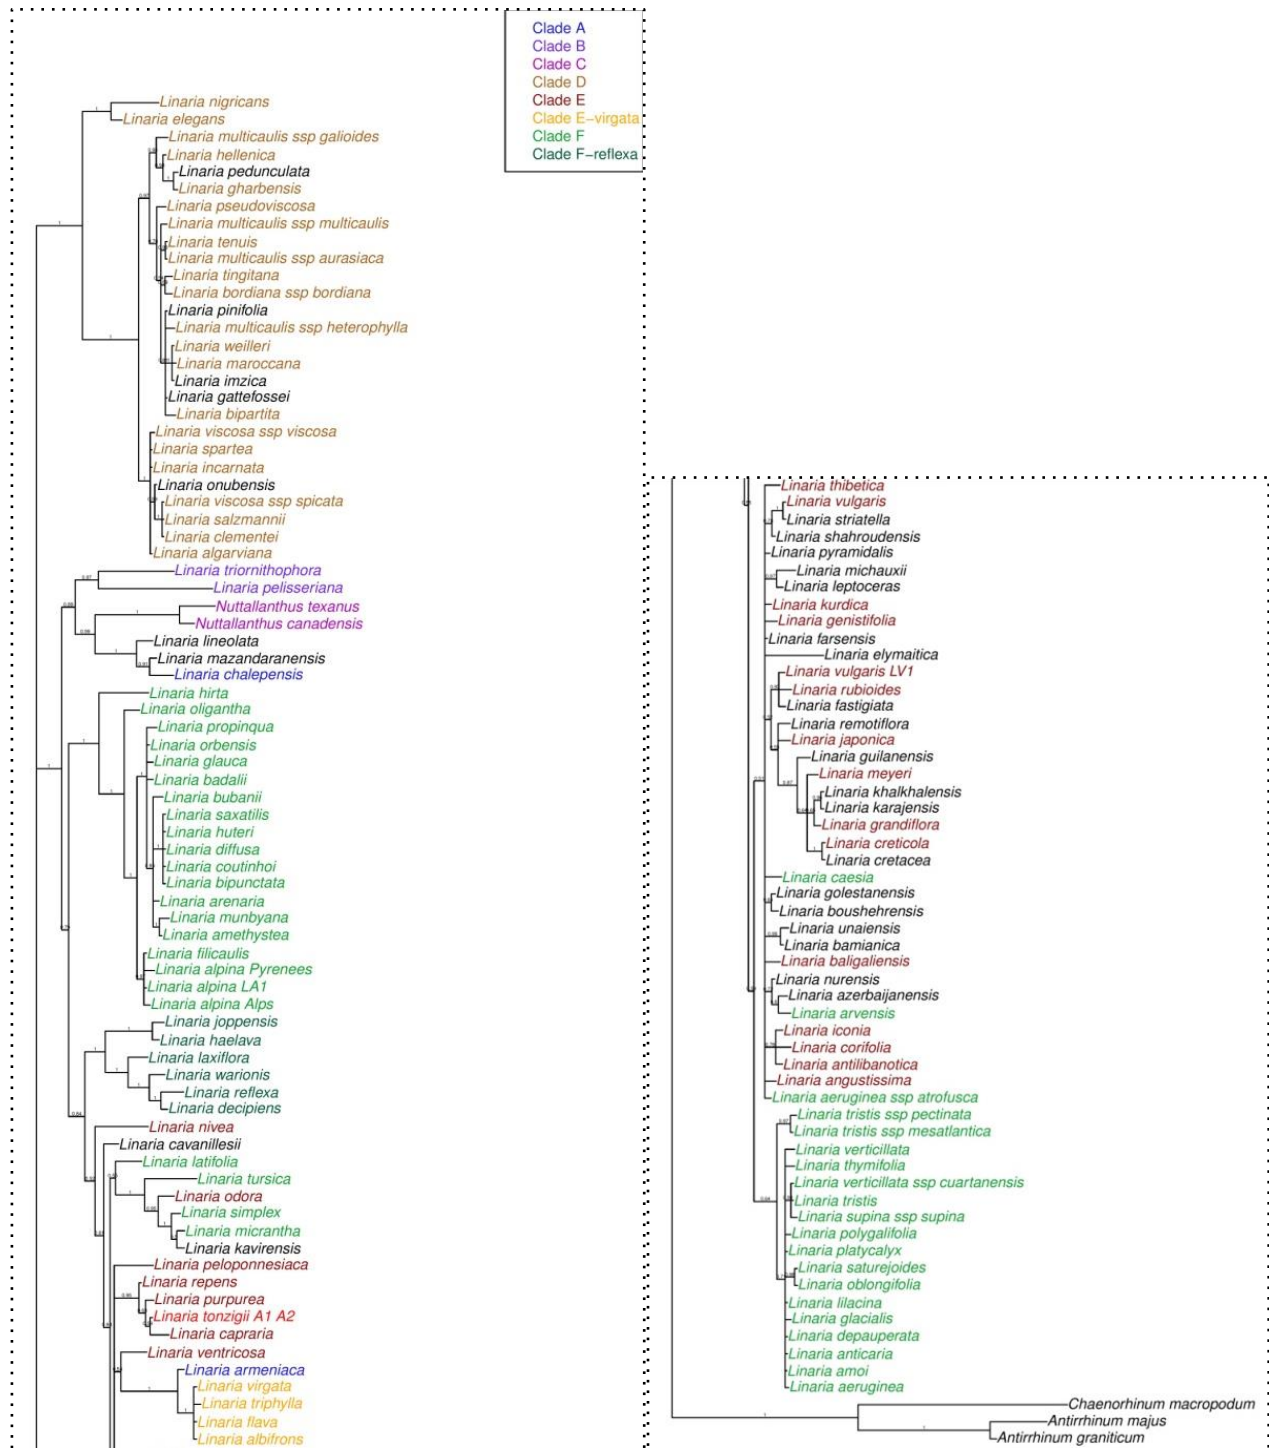 Clade A
Clade B
Clade C
Clade D
Clade E
Clade E−virgata
Clade F
Clade F−reflexa
Linaria nigricans
Linaria elegans
Linaria multicaulis ssp galioides
Linaria hellenica
Linaria pedunculata
Linaria gharbensis
Linaria pseudoviscosa
Linaria multicaulis ssp multicaulis
Linaria tenuis
Linaria multicaulis ssp aurasiaca
Linaria tingitana
Linaria bordiana ssp bordiana
Linaria pinifolia
Linaria multicaulis ssp heterophylla
Linaria weilleri
Linaria maroccana
Linaria imzica
Linaria gattefossei
Linaria bipartita
Linaria viscosa ssp viscosa
Linaria spartea
Linaria incarnata
Linaria onubensis
Linaria viscosa ssp spicata
Linaria salzmannii
Linaria clementei
Linaria algarviana
Linaria triornithophora
Linaria pelisseriana
Nuttallanthus texanus
Nuttallanthus canadensis
Linaria lineolata
Linaria mazandaranensis
Linaria chalepensis
Linaria hirta
Linaria oligantha
Linaria propinqua
Linaria orbensis
Linaria glauca
Linaria badalii
Linaria bubanii
Linaria saxatilis
Linaria huteri
Linaria diffusa
Linaria coutinhoi
Linaria bipunctata
Linaria arenaria
Linaria munbyana
Linaria amethystea
Linaria filicaulis
Linaria alpina Pyrenees
Linaria alpina LA1
Linaria alpina Alps
Linaria joppensis
Linaria haelava
Linaria laxiflora
Linaria warionis
Linaria reflexa
Linaria decipiens
Linaria nivea
Linaria cavanillesii
Linaria latifolia
Linaria tursica
Linaria odora
Linaria simplex
Linaria micrantha
Linaria kavirensis
Linaria peloponnesiaca
Linaria repens
Linaria purpurea
Linaria tonzigii A1 A2
Linaria capraria
Linaria ventricosa
Linaria armeniaca
Linaria virgata
Linaria triphylla
Linaria flava
Linaria albifrons
Linaria thibetica
Linaria vulgaris
Linaria striatella
Linaria shahroudensis
Linaria pyramidalis
Linaria michauxii
Linaria leptoceras
Linaria kurdica
Linaria genistifolia
Linaria farsensis
Linaria elymaitica
Linaria vulgaris LV1
Linaria rubioides
Linaria fastigiata
Linaria remotiflora
Linaria japonica
Linaria guilanensis
Linaria meyeri
Linaria khalkhalensis
Linaria karajensis
Linaria grandiflora
Linaria creticola
Linaria cretacea
Linaria caesia
Linaria golestanensis
Linaria boushehrensis
Linaria unaiensis
Linaria bamianica
Linaria baligaliensis
Linaria nurensis
Linaria azerbaijanensis
Linaria arvensis
Linaria iconia
Linaria corifolia
Linaria antilibanotica
Linaria angustissima
Linaria aeruginea ssp atrofusca
Linaria tristis ssp pectinata
Linaria tristis ssp mesatlantica
Linaria verticillata
Linaria thymifolia
Linaria verticillata ssp cuartanensis
Linaria tristis
Linaria supina ssp supina
Linaria polygalifolia
Linaria platycalyx
Linaria saturejoides
Linaria oblongifolia
Linaria lilacina
Linaria glacialis
Linaria depauperata
Linaria anticaria
Linaria amoi
Linaria aeruginea
Chaenorhinum macropodum
Antirrhinum majus
Antirrhinum graniticum